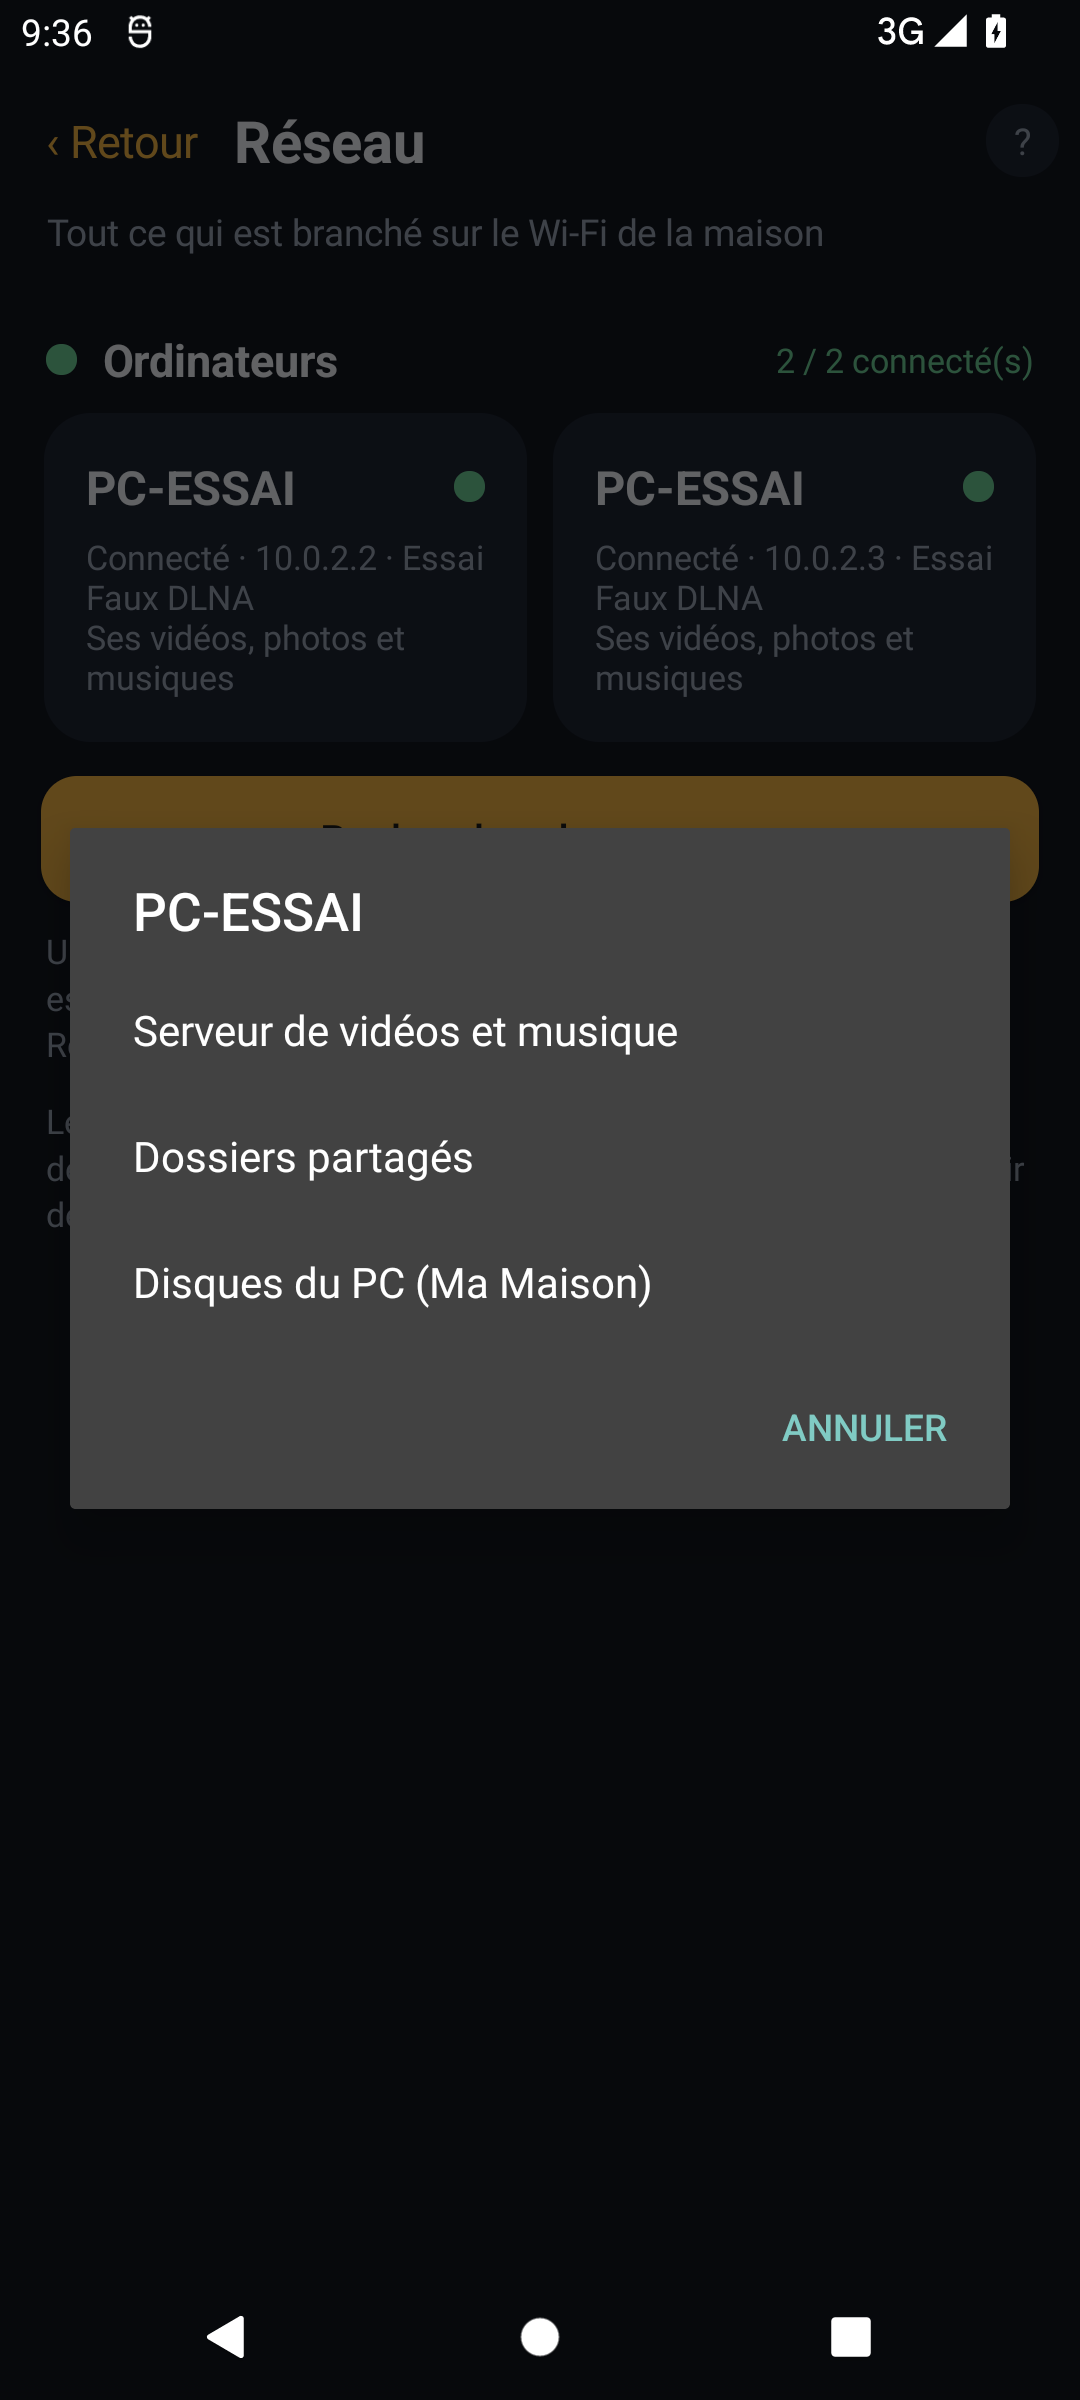 9:36
3G
‹ Retour Réseau ?
Tout ce qui est branché sur le Wi-Fi de la maison
Ordinateurs 2 / 2 connecté(s)
PC-ESSAI
Connecté · 10.0.2.2 · Essai
Faux DLNA
Ses vidéos, photos et
musiques
PC-ESSAI
Connecté · 10.0.2.3 · Essai
Faux DLNA
Ses vidéos, photos et
musiques
PC-ESSAI
Serveur de vidéos et musique
Dossiers partagés
Disques du PC (Ma Maison)
ANNULER